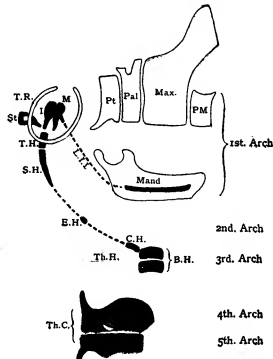 Pt
Pal
Max.
PM
T.R.
M
I
St
T.H.
S.H.
1st. Arch
Mand
E.H.
C.H.
2nd. Arch
Th.H.
B.H.
3rd. Arch
4th. Arch
Th.C.
5th. Arch